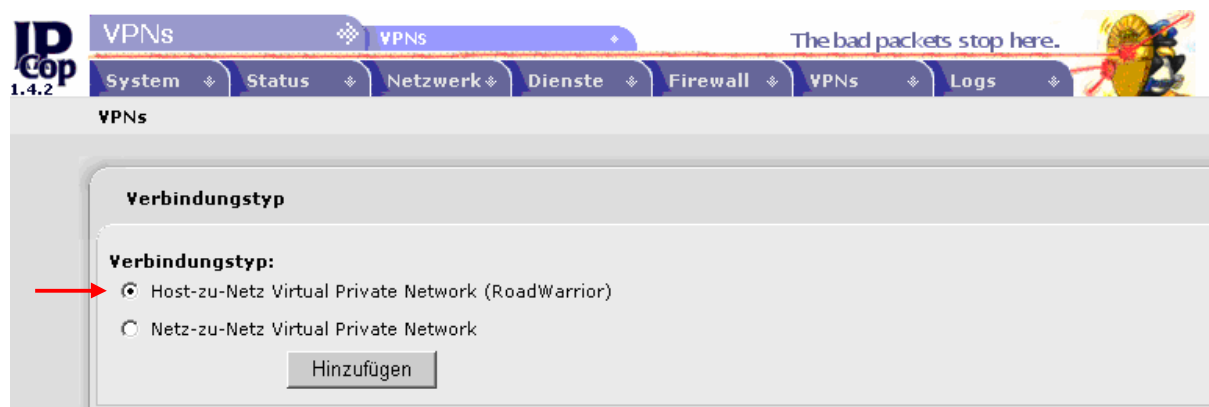 IP
Cop
1.4.2
VPNs
VPNs
The bad packets stop here.
System
Status
Netzwerk
Dienste
Firewall
VPNs
Logs
VPNs
Verbindungstyp
Verbindungstyp:
Host-zu-Netz Virtual Private Network (RoadWarrior)
Netz-zu-Netz Virtual Private Network
Hinzufügen